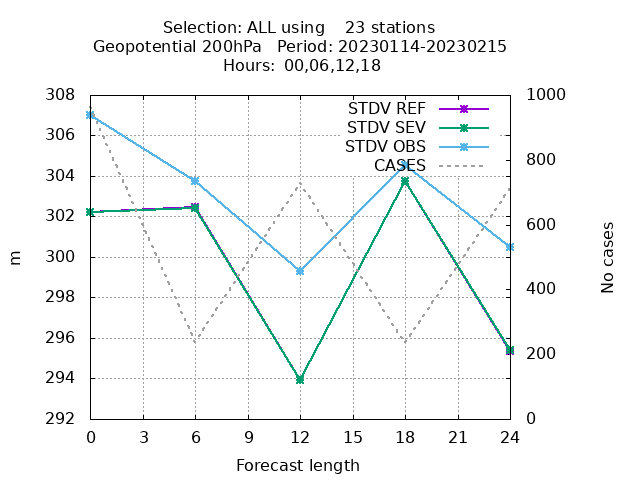 Selection: ALL using    23 stations
Geopotential 200hPa   Period: 20230114-20230215
Hours: 00,06,12,18
STDV REF
STDV SEV
STDV OBS
CASES
308
306
304
302
300
298
296
294
292
m
1000
800
600
400
200
0
No cases
0 3 6 9 12 15 18 21 24
Forecast length